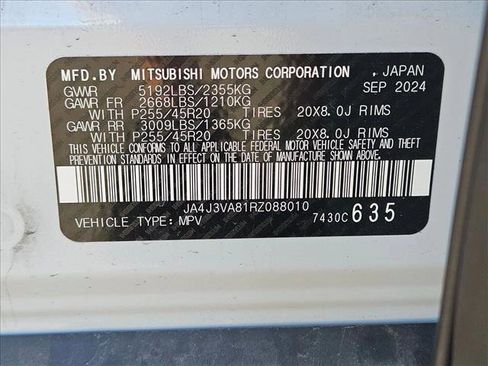 MFD.BY MITSUBISHI MOTORS CORPORATION , JAPAN
GVWR 5192LBS/2355KG SEP 2024
GAWR FR 2668LBS/1210KG
WITH P255/45R20 TIRES 20X8.0J RIMS
GAWR RR 3009LBS/1365KG
WITH P255/45R20 TIRES 20X8.0J RIMS
THIS VEHICLE CONFORMS TO ALL APPLICABLE FEDERAL MOTOR VEHICLE SAFETY AND THEFT
PREVENTION STANDARDS IN EFFECT ON THE DATE OF MANUFACTURE SHOWN ABOVE.
JA4J3VA81RZ088010
VEHICLE TYPE: MPV 7430C 635